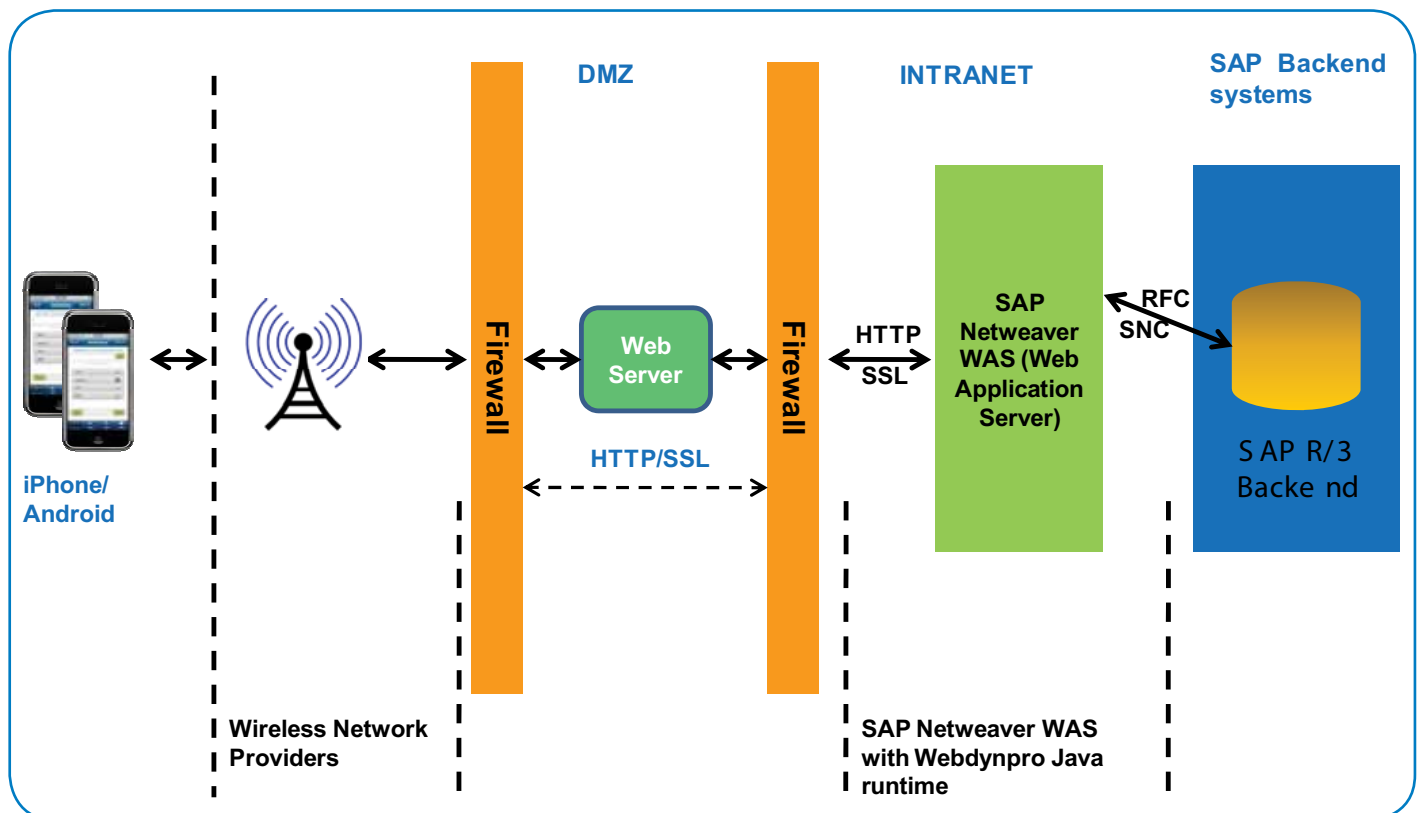 DMZ
INTRANET
SAP Backend
systems
iPhone/
Android
Firewall
Web
Server
HTTP/SSL
Firewall
HTTP
SSL
SAP
Netweaver
WAS (Web
Application
Server)
RFC
SNC
S AP R/3
Backe nd
Wireless Network
Providers
SAP Netweaver WAS
with Webdynpro Java
runtime